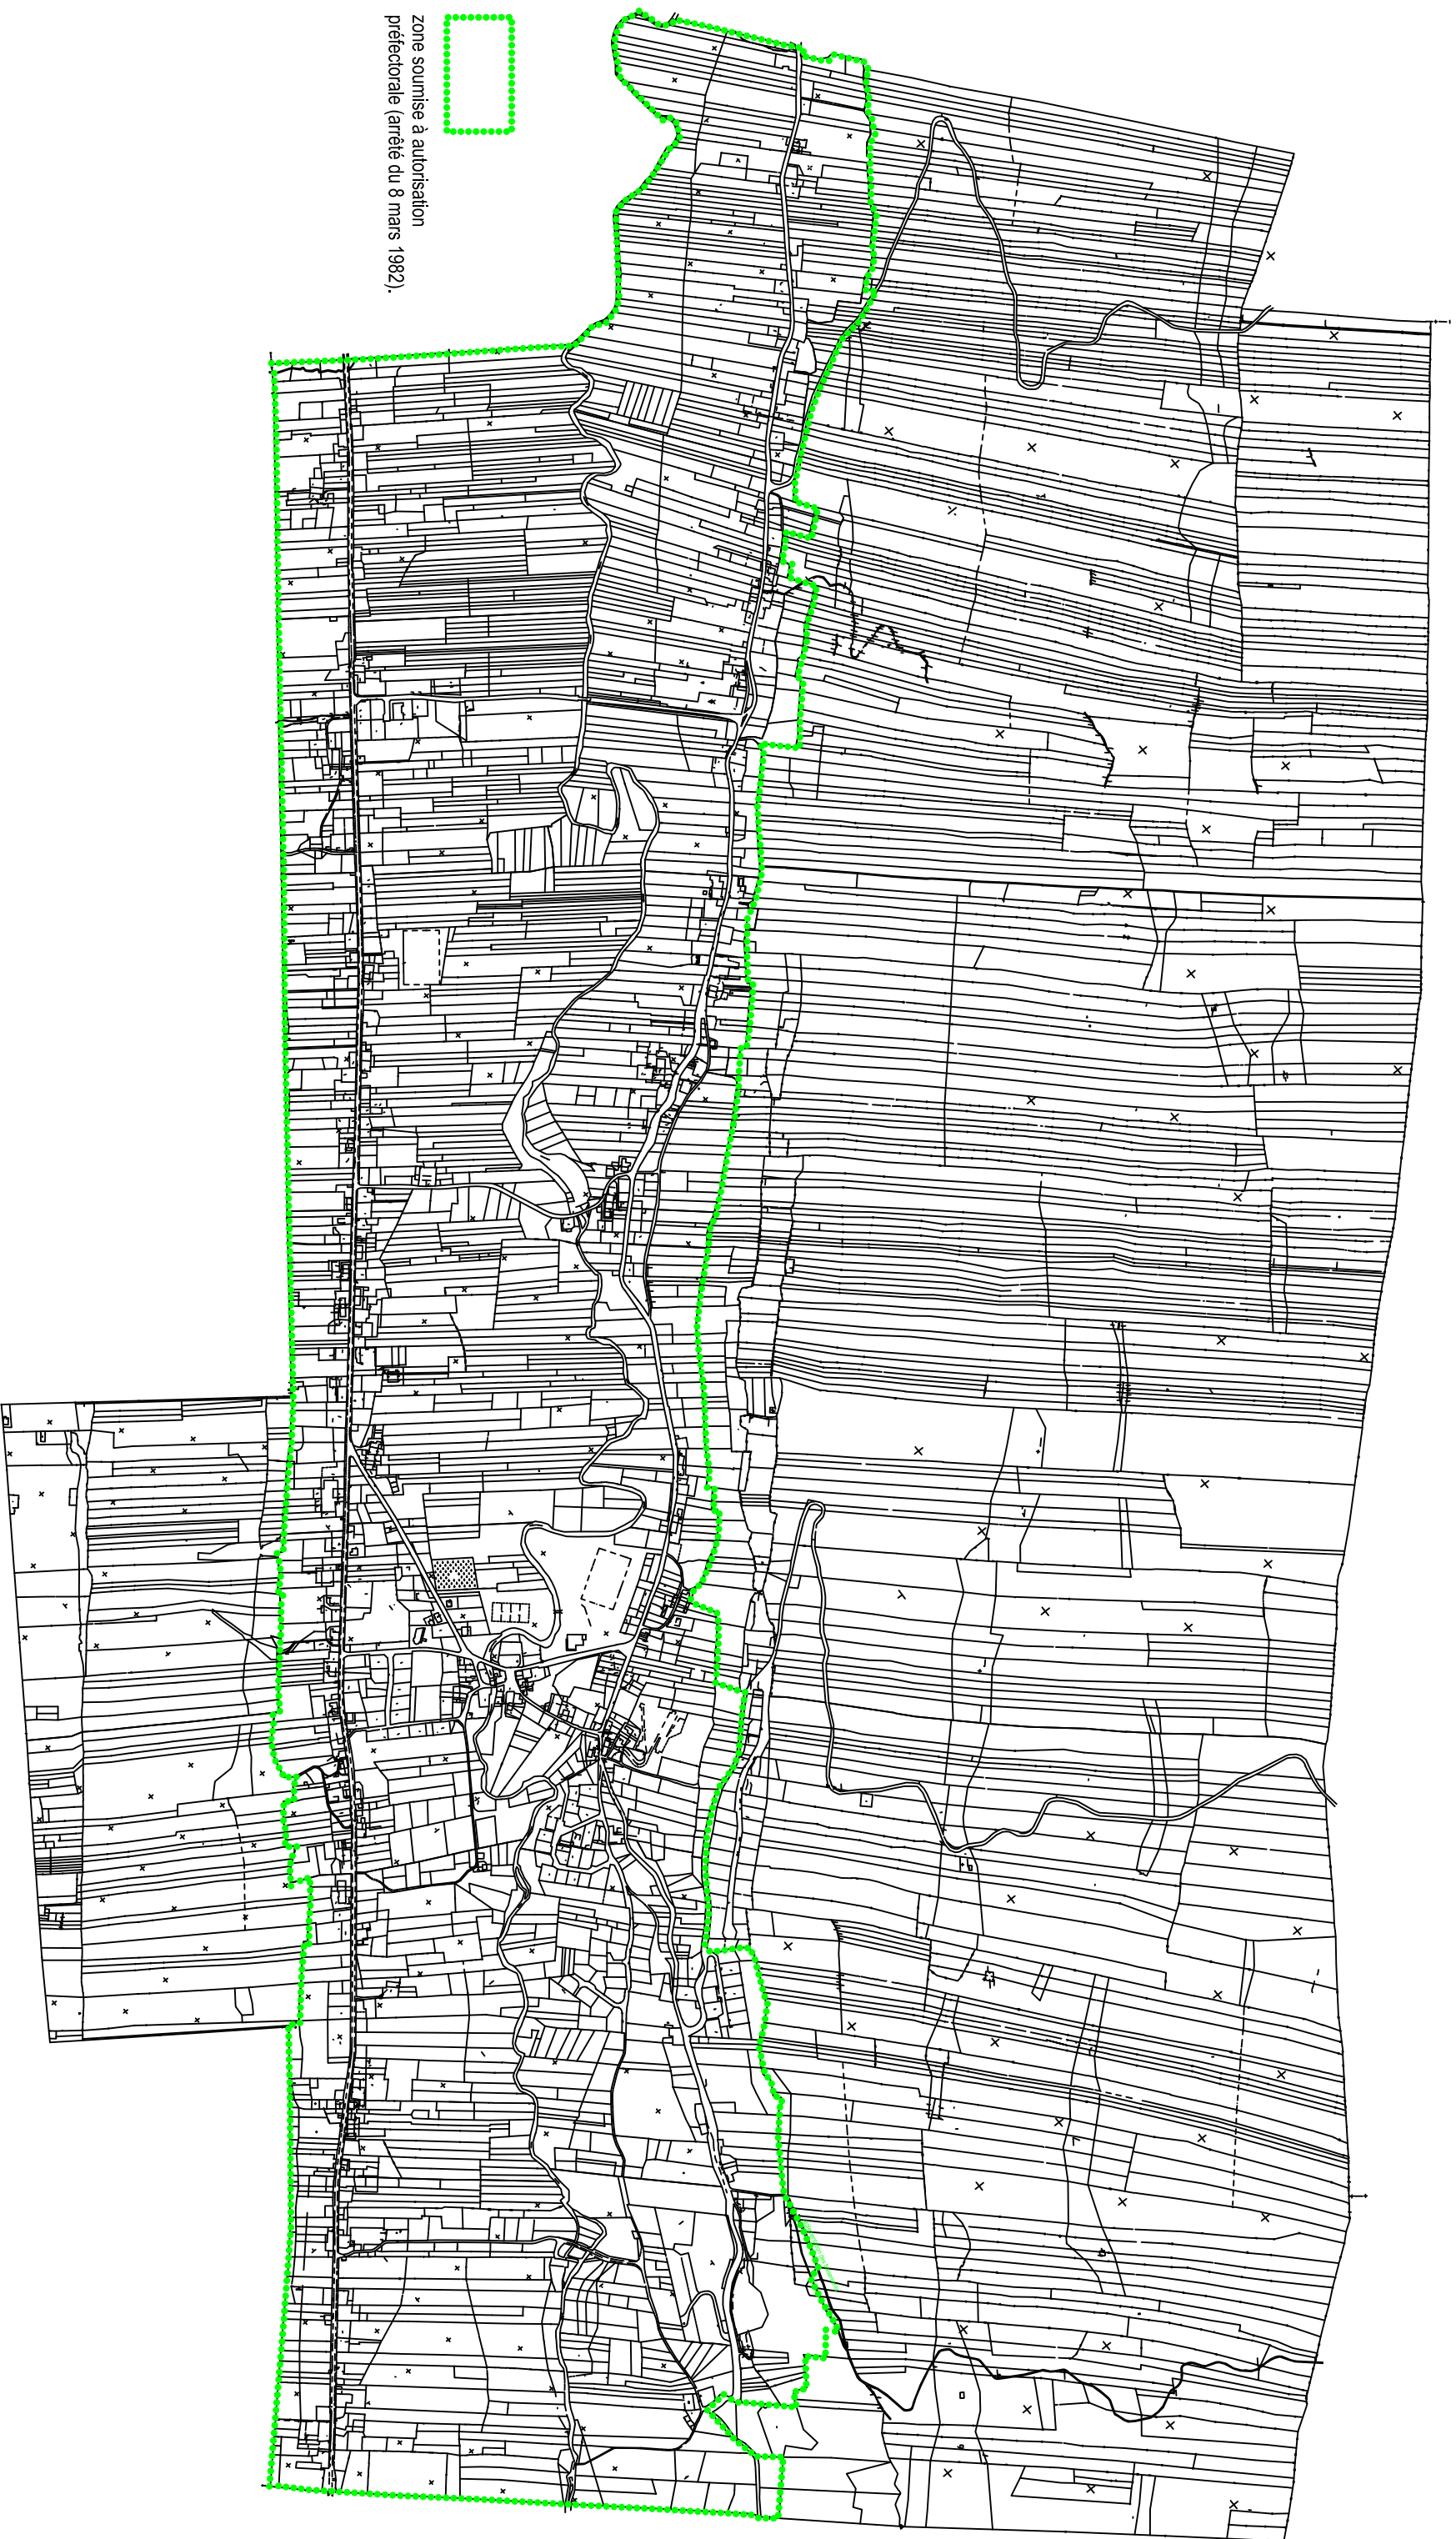 zone soumise à autorisation
préfectorale (arrêté du 8 mars 1982).